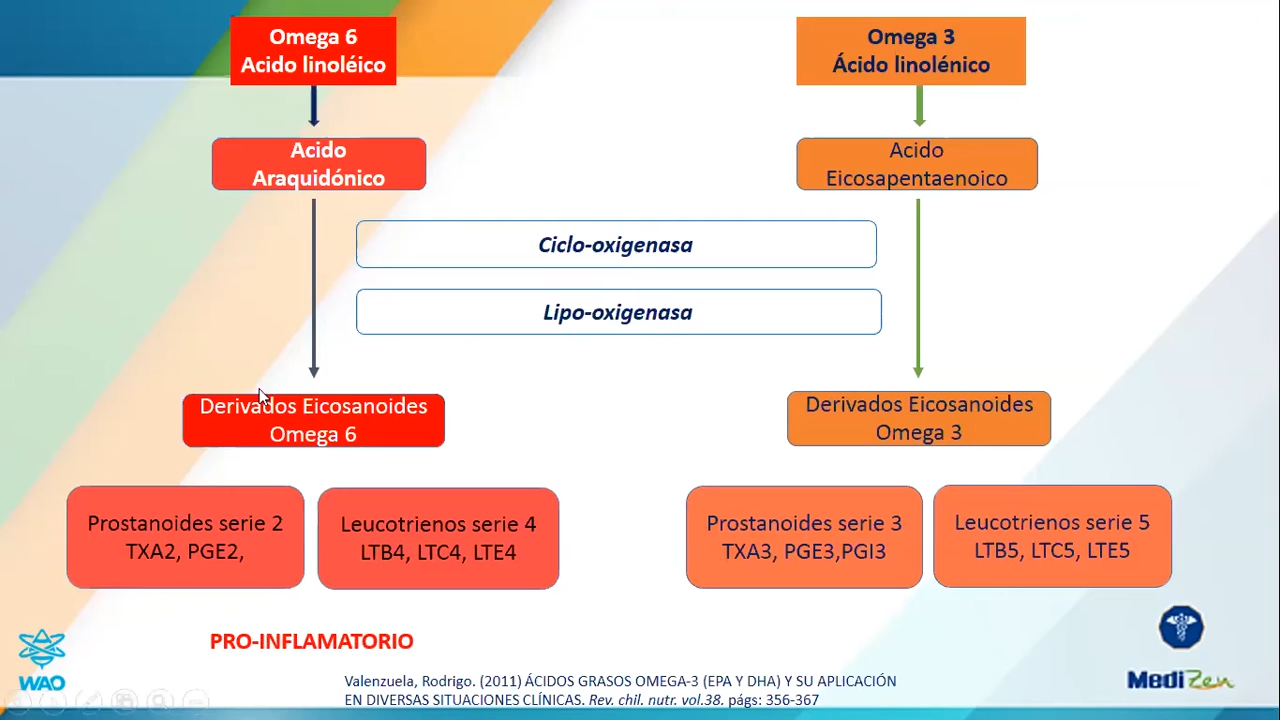 Omega 6
Acido linoléico
Omega 3
Ácido linolénico
Acido
Araquidónico
Acido
Eicosapentaenoico
Ciclo-oxigenasa
Lipo-oxigenasa
Derivados Eicosanoides
Omega 6
Derivados Eicosanoides
Omega 3
Prostanoides serie 2
TXA2, PGE2,
Leucotrienos serie 4
LTB4, LTC4, LTE4
Prostanoides serie 3
TXA3, PGE3,PGI3
Leucotrienos serie 5
LTB5, LTC5, LTE5
PRO-INFLAMATORIO
WAO
Valenzuela, Rodrigo. (2011) ÁCIDOS GRASOS OMEGA-3 (EPA Y DHA) Y SU APLICACIÓN
EN DIVERSAS SITUACIONES CLÍNICAS. Rev. chil. nutr. vol.38. págs: 356-367
MediZen